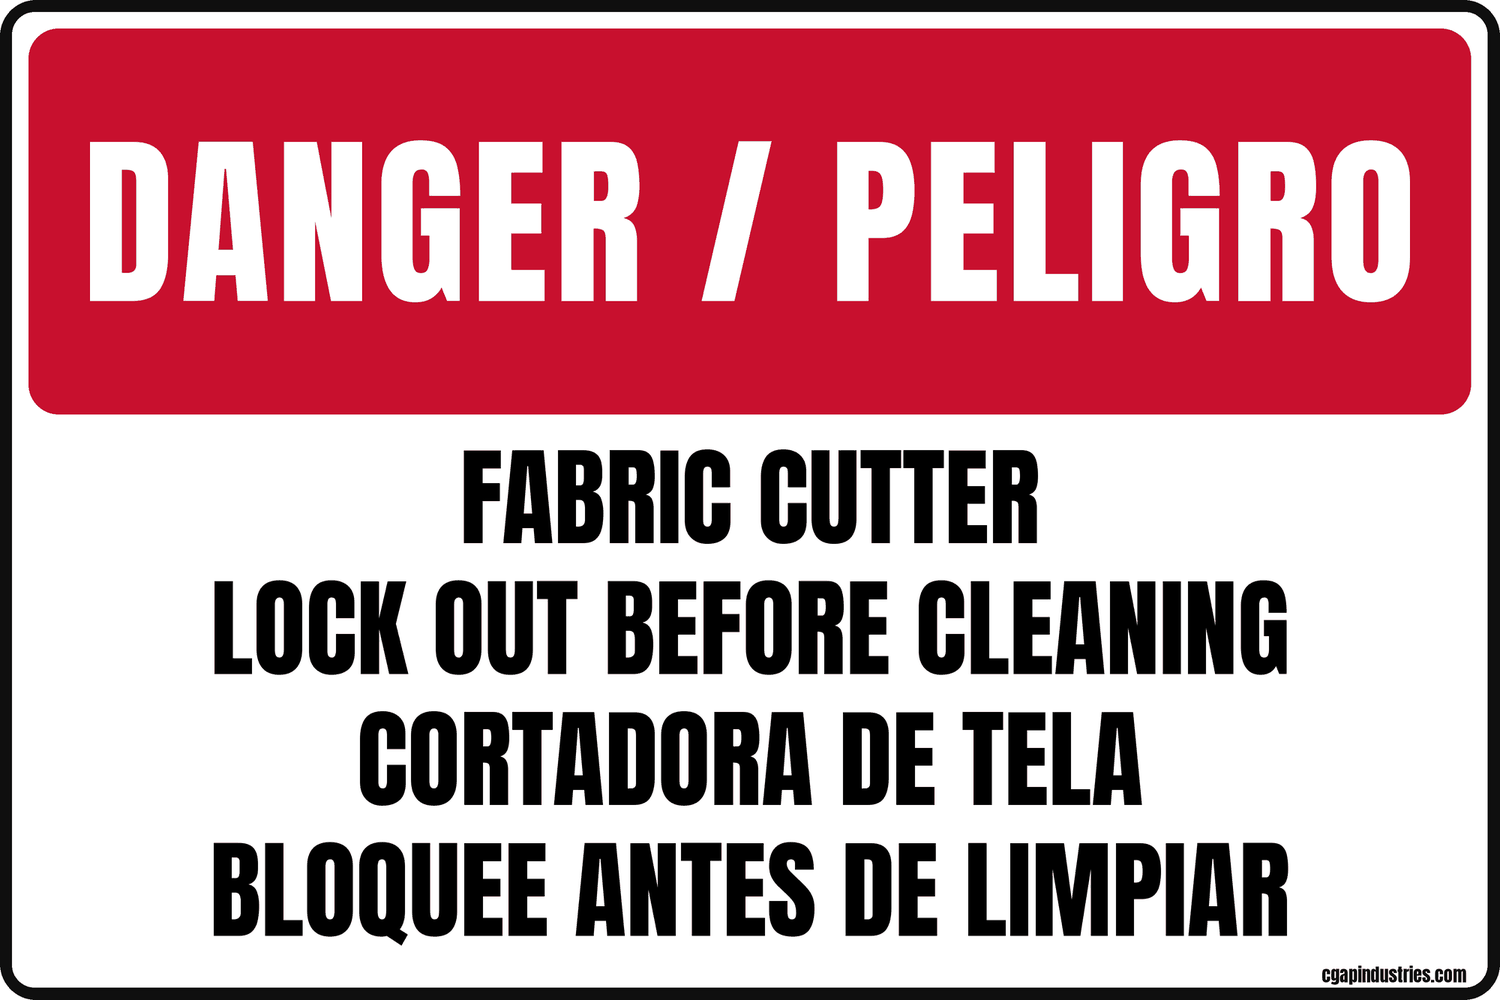 DANGER / PELIGRO
FABRIC CUTTER
LOCK OUT BEFORE CLEANING
CORTADORA DE TELA
BLOQUEE ANTES DE LIMPIAR
cgapindustries.com